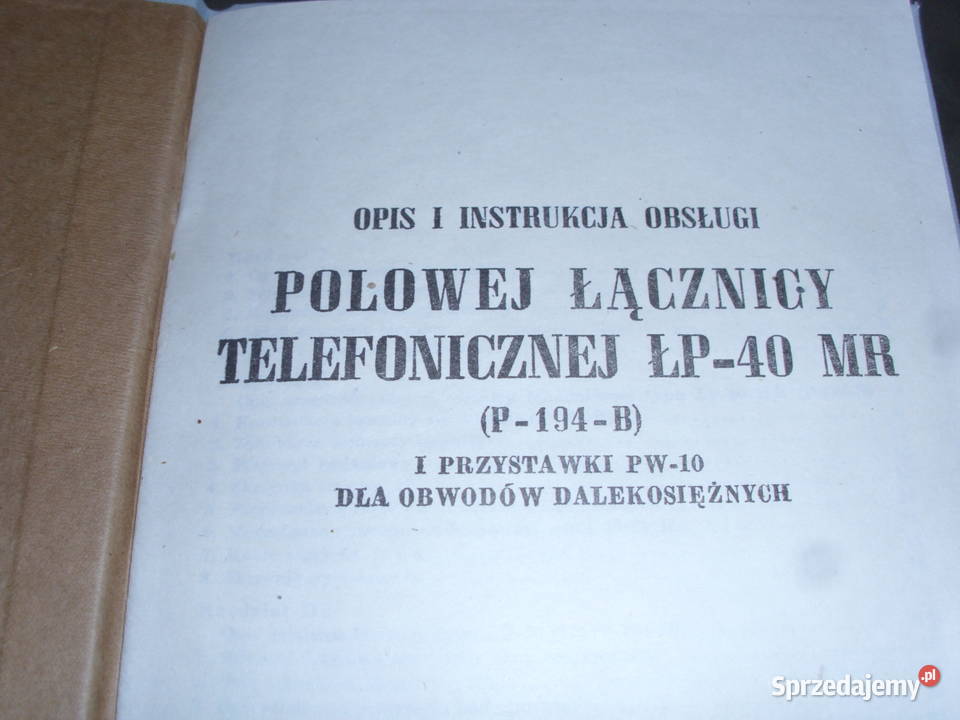 OPIS I INSTRUKCJA OBSŁUGI
POLOWEJ ŁĄCZNICY
TELEFONICZNEJ ŁP-40 MR
(P-194-B)
I PRZYSTAWKI PW-10
DLA OBWODÓW DALEKOSIĘŻNYCH
Sprzedajemy.pl